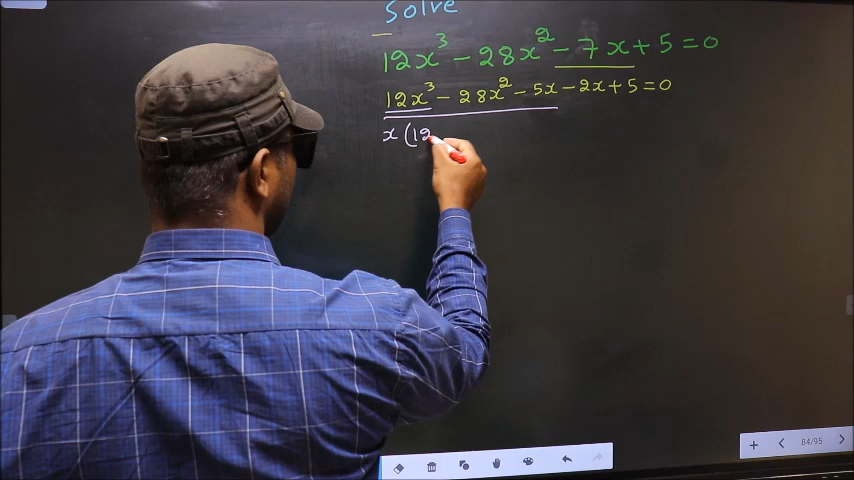 Solve
12x³ - 28x² - 7x + 5 = 0
12x³ - 28x² - 5x - 2x + 5 = 0
x (12
84/95